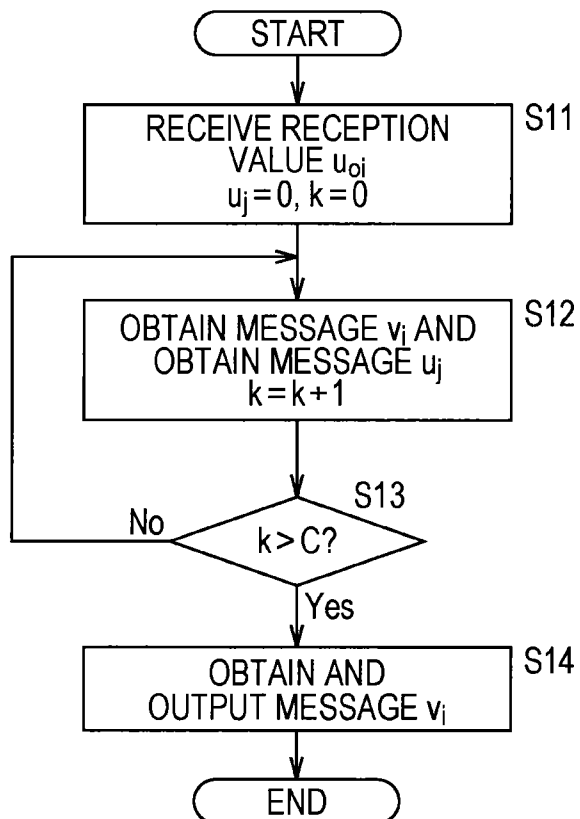 START
S11
RECEIVE RECEPTION
VALUE uoi
uj=0, k=0
S12
OBTAIN MESSAGE vi AND
OBTAIN MESSAGE uj
k=k+1
S13
No
k>C?
Yes
S14
OBTAIN AND
OUTPUT MESSAGE vi
END